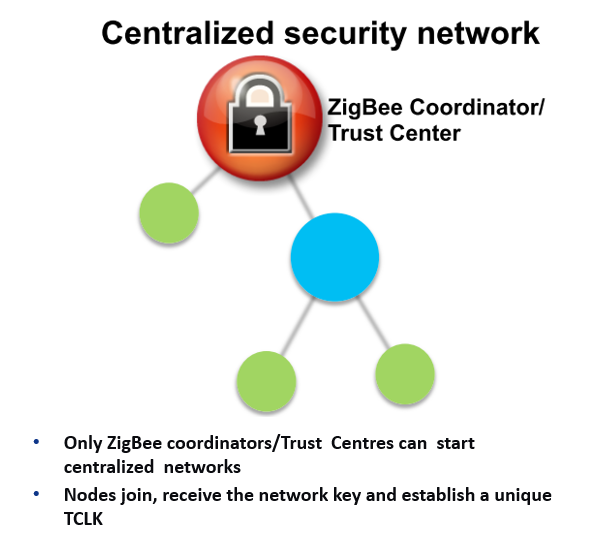 Centralized security network
ZigBee Coordinator/
Trust Center
• Only ZigBee coordinators/Trust Centres can start
centralized networks
• Nodes join, receive the network key and establish a unique
TCLK